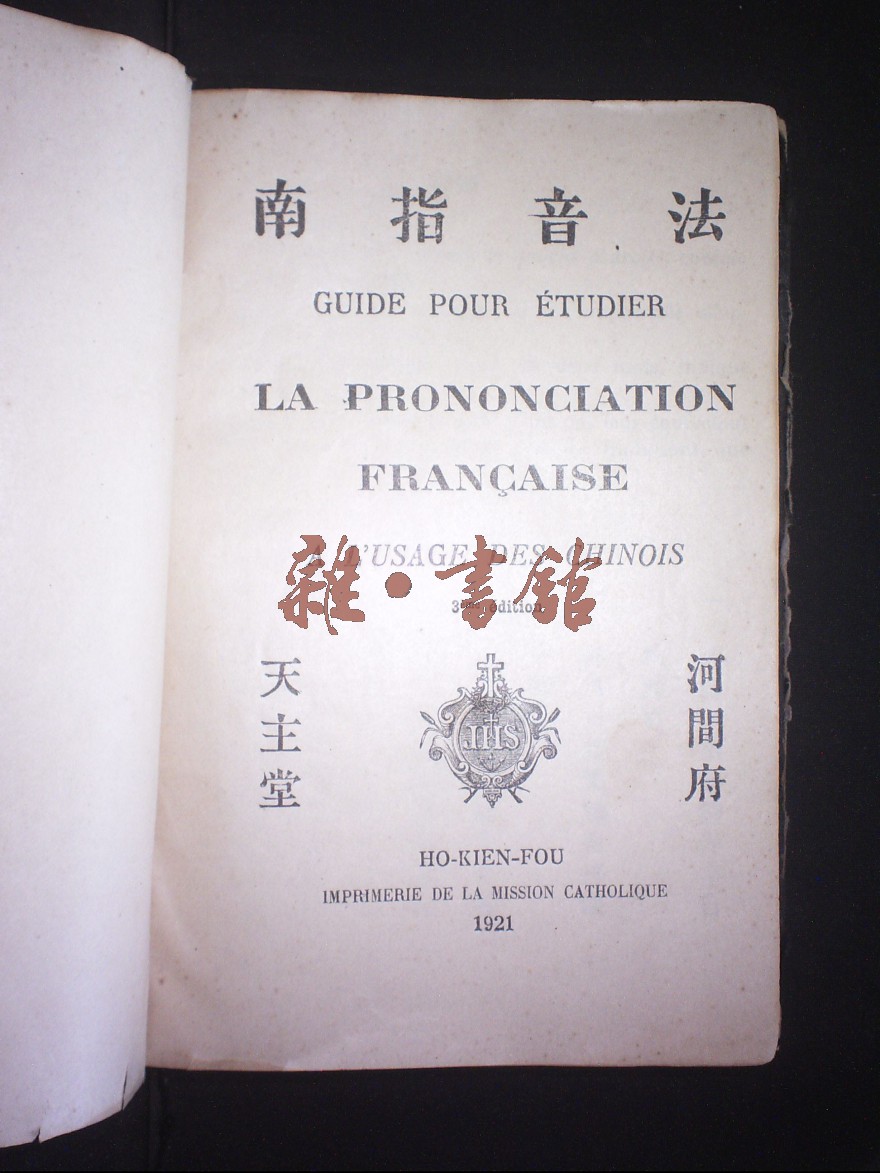 法音指南
GUIDE POUR ÉTUDIER
LA PRONONCIATION
FRANÇAISE
A L'USAGE DES CHINOIS
3ème édition
雜·書館
河間府
天主堂
IHS
HO-KIEN-FOU
IMPRIMERIE DE LA MISSION CATHOLIQUE
1921